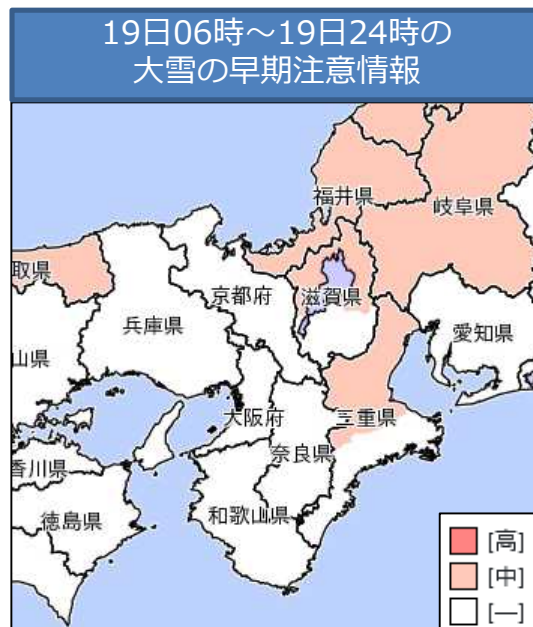 19日06時～19日24時の
大雪の早期注意情報
福井県
岐阜県
取県
京都府
滋賀県
兵庫県
愛知県
山県
大阪府
三重県
奈良県
香川県
和歌山県
徳島県
[高]
[中]
[—]